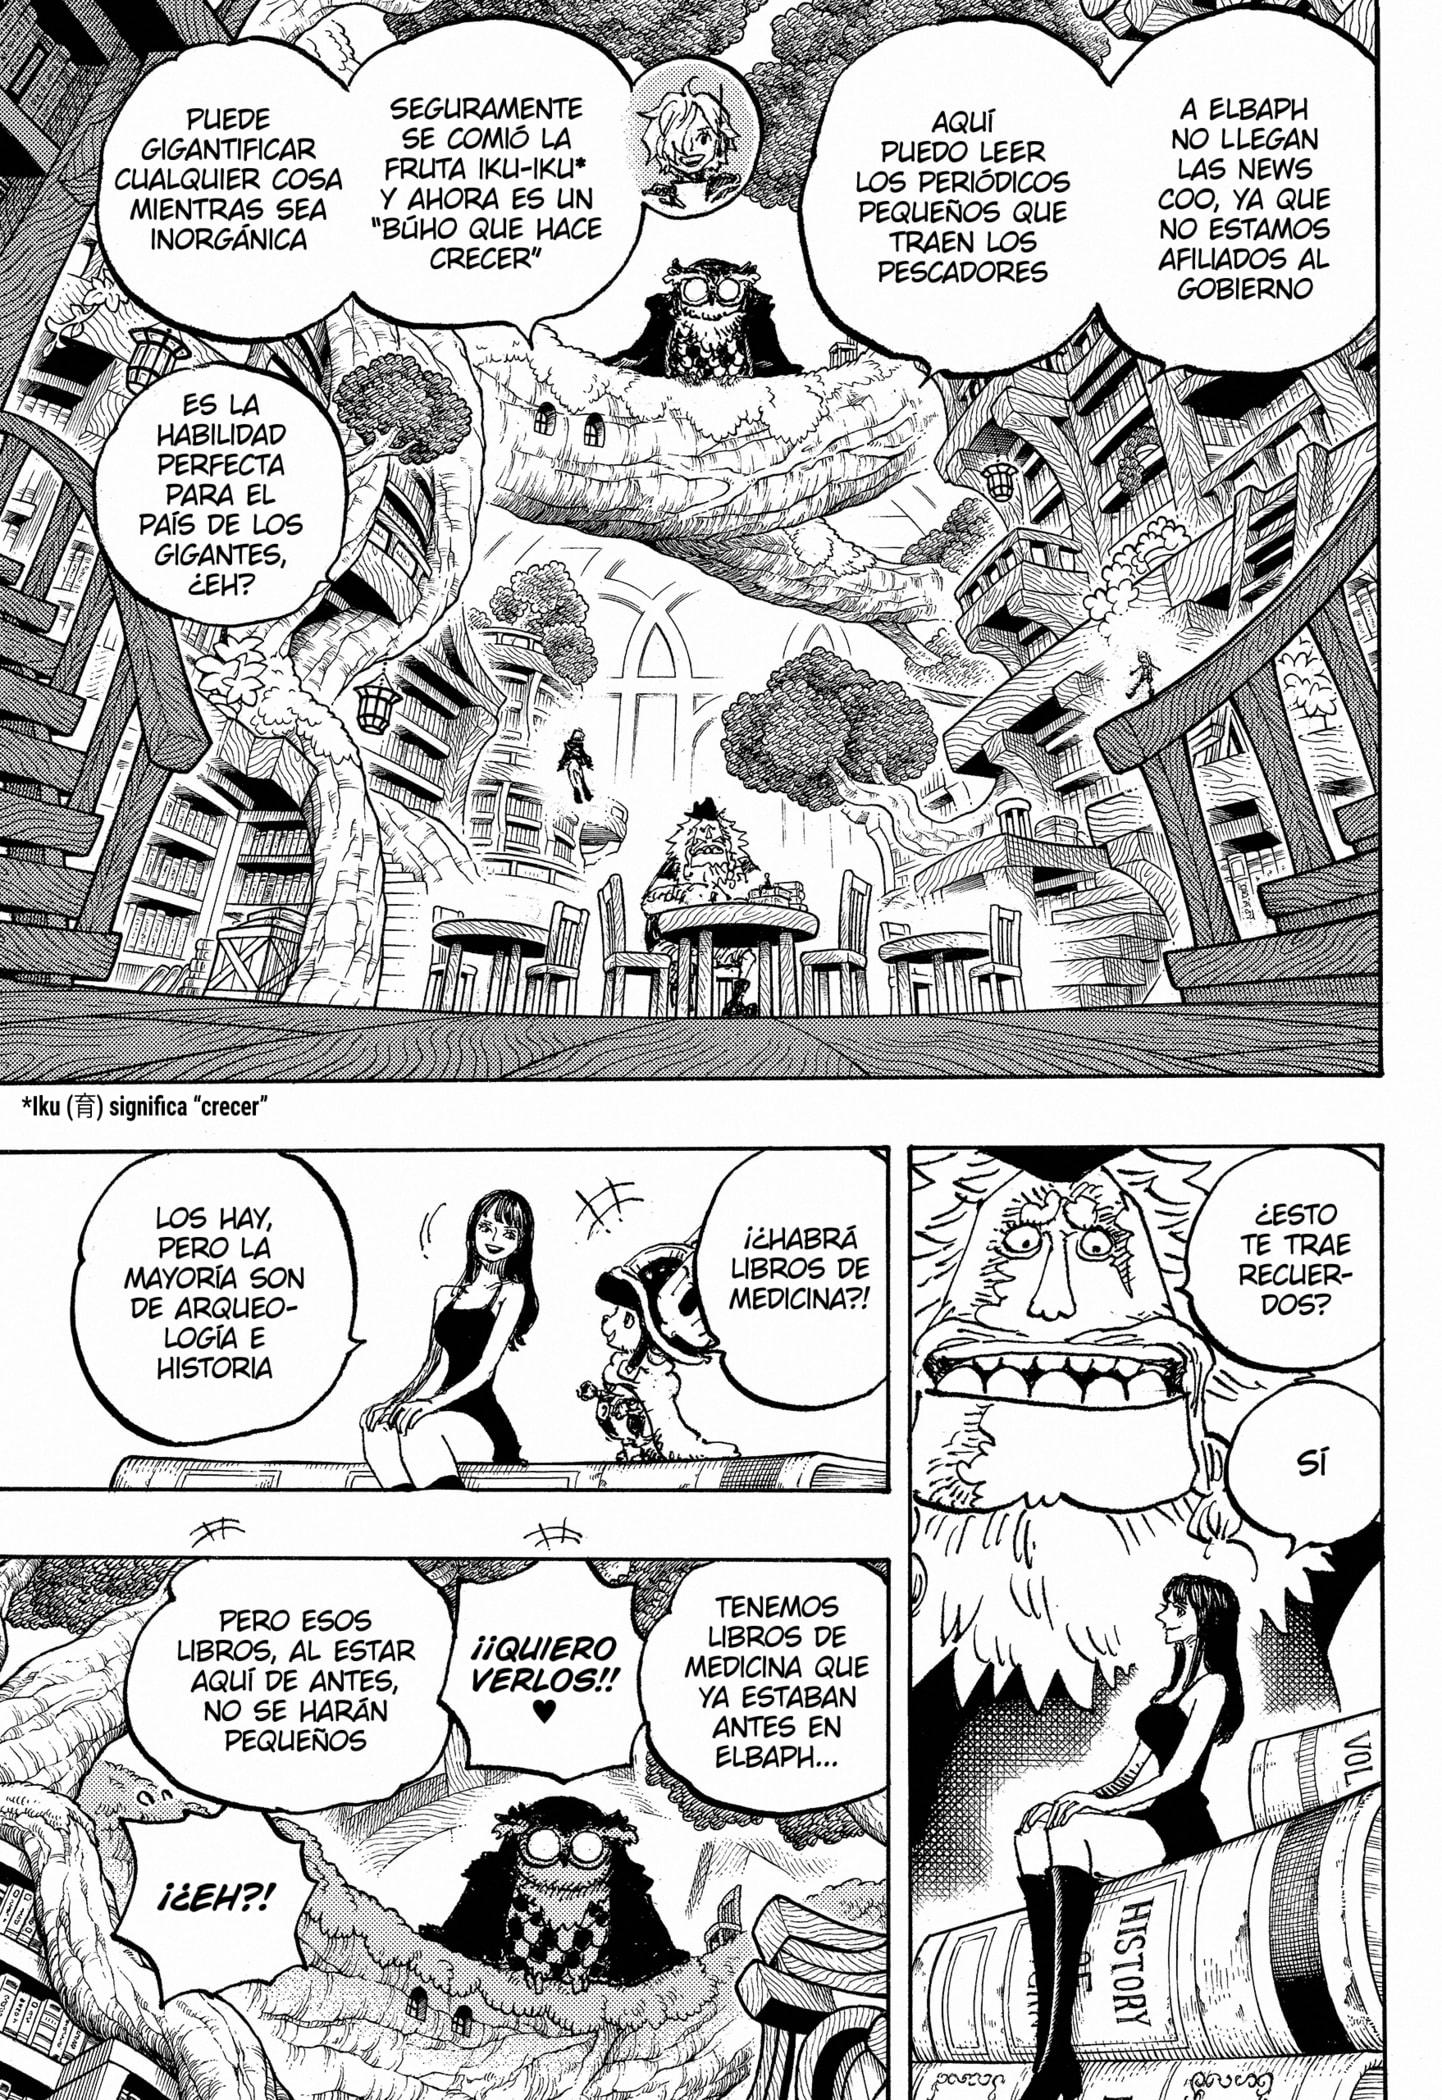 A ELBAPH
NO LLEGAN
LAS NEWS
COO, YA QUE
NO ESTAMOS
AFILIADOS AL
GOBIERNO
AQUÍ
PUEDO LEER
LOS PERIÓDICOS
PEQUEÑOS QUE
TRAEN LOS
PESCADORES
SEGURAMENTE
SE COMIÓ LA
FRUTA IKU-IKU*
Y AHORA ES UN
"BÚHO QUE HACE
CRECER"
PUEDE
GIGANTIFICAR
CUALQUIER COSA
MIENTRAS SEA
INORGÁNICA
ES LA
HABILIDAD
PERFECTA
PARA EL
PAÍS DE LOS
GIGANTES,
¿EH?
*Iku (育) significa “crecer”
¿ESTO
TE TRAE
RECUER-
DOS?
SÍ
VOL
HISTORY
OF
¡¿HABRÁ
LIBROS DE
MEDICINA?!
LOS HAY,
PERO LA
MAYORÍA SON
DE ARQUEO-
LOGÍA E
HISTORIA
TENEMOS
LIBROS DE
MEDICINA QUE
YA ESTABAN
ANTES EN
ELBAPH...
¡¡QUIERO
VERLOS!!
♥
PERO ESOS
LIBROS, AL ESTAR
AQUÍ DE ANTES,
NO SE HARÁN
PEQUEÑOS
¡¿EH?!